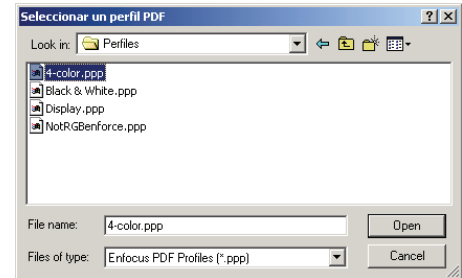 Seleccionar un perfil PDF
Look in: Perfiles
4-color.ppp
Black & White.ppp
Display.ppp
NotRGBenforce.ppp
File name: 4-color.ppp Open
Files of type: Enfocus PDF Profiles (*.ppp) Cancel